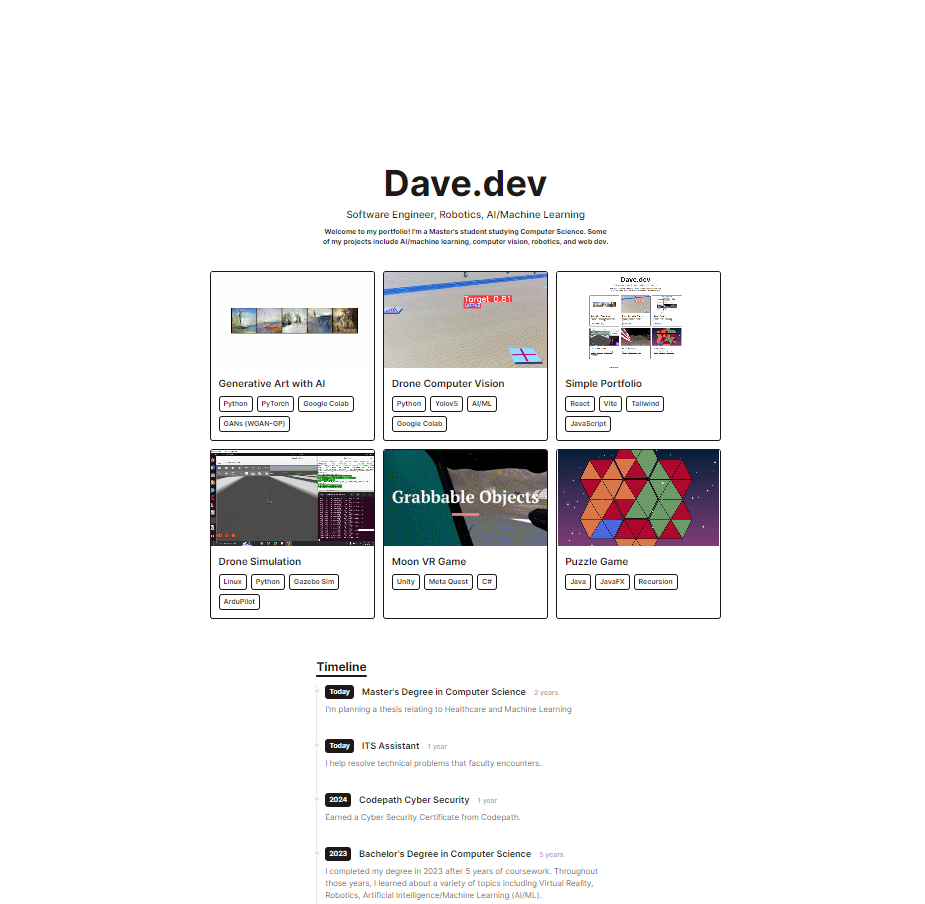 Dave.dev
Software Engineer, Robotics, AI/Machine Learning
Welcome to my portfolio! I'm a Master's student studying Computer Science. Some
of my projects include AI/machine learning, computer vision, robotics, and web dev.
Target 0.81
Dave.dev
Generative Art with AI
Python PyTorch Google Colab
GANs (WGAN-GP)
Drone Computer Vision
Python Yolov5 AI/ML
Google Colab
Simple Portfolio
React Vite Tailwind
JavaScript
Grabbable Objects
Drone Simulation
Linux Python Gazebo Sim
ArduPilot
Moon VR Game
Unity Meta Quest C#
Puzzle Game
Java JavaFX Recursion
Timeline
Today Master's Degree in Computer Science 2 years
I'm planning a thesis relating to Healthcare and Machine Learning
Today ITS Assistant 1 year
I help resolve technical problems that faculty encounters.
2024 Codepath Cyber Security 1 year
Earned a Cyber Security Certificate from Codepath.
2023 Bachelor's Degree in Computer Science 5 years
I completed my degree in 2023 after 5 years of coursework. Throughout
those years, I learned about a variety of topics including Virtual Reality,
Robotics, Artificial Intelligence/Machine Learning (AI/ML).